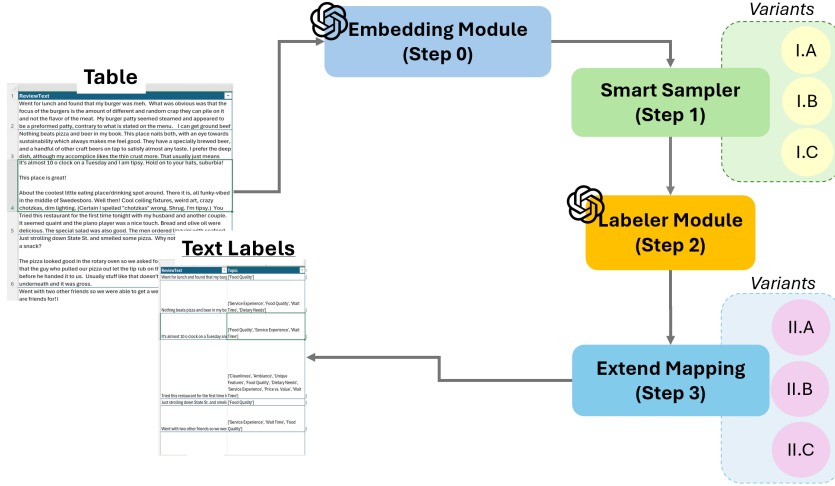 Variants
Embedding Module
(Step 0)
I.A
Table
Smart Sampler
(Step 1)
I.B
I.C
ReviewText
1
Went for lunch and found that my burger was meh. What was obvious was that the
focus of the burgers is the amount of different and random crap they can pile on it
and not the flavor of the meat. My burger patty seemed steamed and appeared to
2 be a preformed patty, contrary to what is stated on the menu. I can get ground beef
Nothing beats pizza and beer in my book. This place nails both, with an eye towards
sustainability which always makes me feel good. They have a specially brewed beer,
and a handful of other craft beers on tap to satisfy almost any taste. I prefer the deep
3 dish, although my accomplice likes the thin crust more. That usually just means
It's almost 10 o clock on a Tuesday and I am tipsy. Hold on to your hats, suburbia!
This place is great!
About the coolest little eating place/drinking spot around. There it is, all funky-vibed
in the middle of Swedesboro. Well then! Cool ceiling fixtures, weird art, crazy
4 chotzkas, dim lighting. (Certain I spelled "chotzkas" wrong. Shrug. I'm tipsy.) You
Tried this restaurant for the first time tonight with my husband and another couple.
It seemed quaint and the piano player was a nice touch. Bread and olive oil were
5 delicious. The special salad was also good. The men ordered
Just strolling down State St. and smelled some pizza. Why not
a snack?
The pizza looked good in the rotary oven so we asked fo
that the guy who pulled our pizza out let the tip rub on th
before he handed it to us. Usually stuff like that doesn't
6 underneath and it was gross.
Went with two other friends so we were able to get a we
are friends for!)
Labeler Module
(Step 2)
Text Labels
ReviewText Topic
Went for lunch and found that my burg ['Food Quality']
['Service Experience', 'Food Quality', 'Wait
Nothing beats pizza and beer in my bo Time', 'Dietary Needs']
['Food Quality', 'Service Experience', 'Wait
It's almost 10 o clock on a Tuesday an Time']
['Cleanliness', 'Ambiance', 'Unique
Features', 'Food Quality', 'Dietary Needs',
'Service Experience', 'Price vs. Value', 'Wait
Tried this restaurant for the first time t Time']
Just strolling down State St. and smell ['Food Quality']
['Service Experience', 'Wait Time', 'Food
Went with two other friends so we wer Quality']
Variants
II.A
Extend Mapping
(Step 3)
II.B
II.C